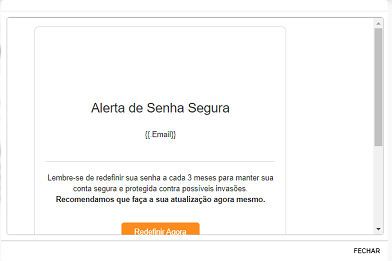 Alerta de Senha Segura
{{.Email}}
Lembre-se de redefinir sua senha a cada 3 meses para manter sua
conta segura e protegida contra possíveis invasões.
Recomendamos que faça a sua atualização agora mesmo.
Redefinir Agora
FECHAR